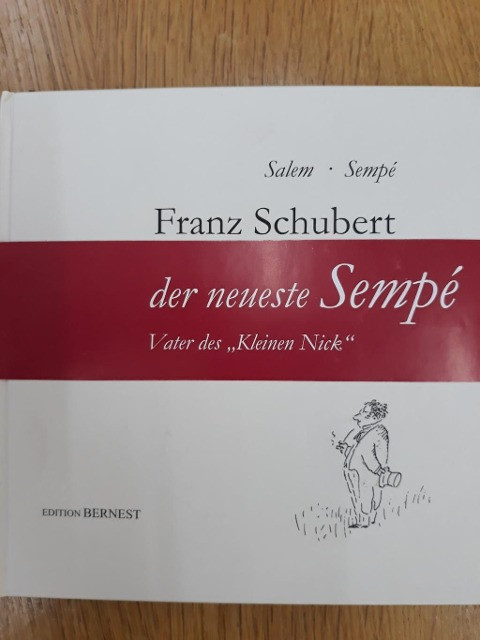 Salem · Sempé
Franz Schubert
der neueste Sempé
Vater des „Kleinen Nick“
EDITION BERNEST